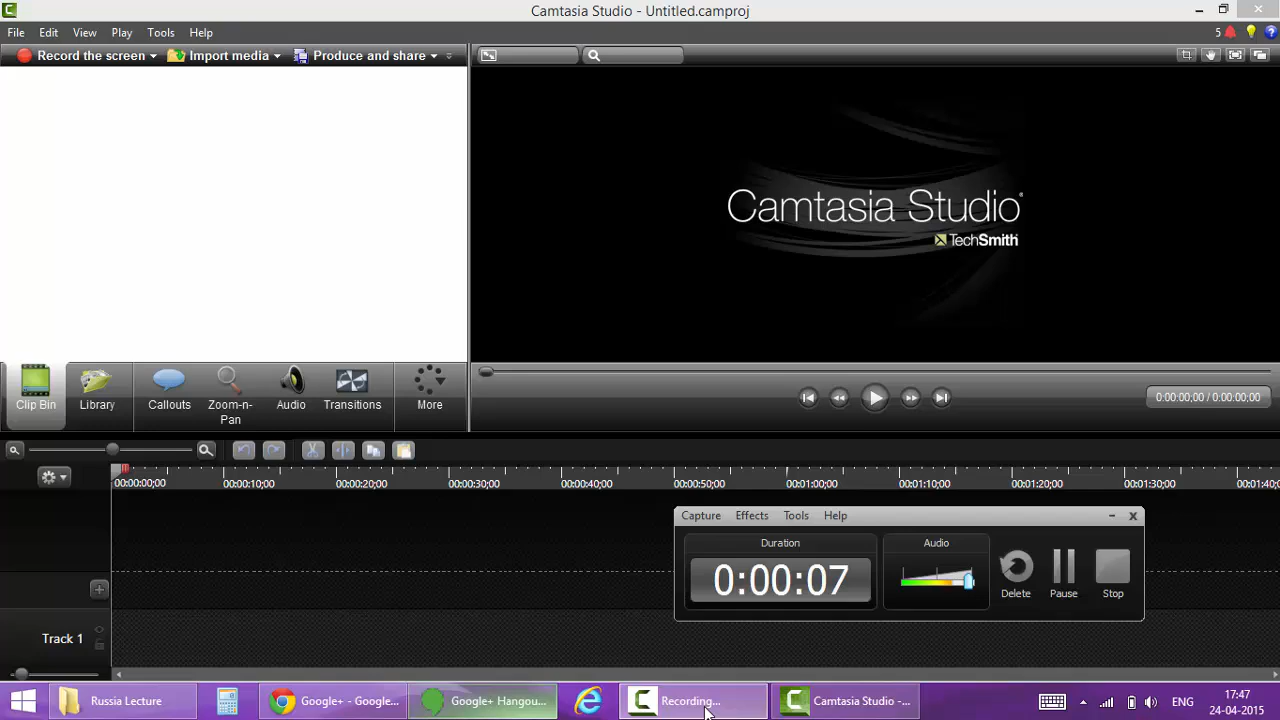 Camtasia Studio - Untitled.camproj
File Edit View Play Tools Help
5
Record the screen Import media Produce and share
Camtasia Studio®
TechSmith
Clip Bin Library Callouts Zoom-n-Pan Audio Transitions More
0:00:00;00 / 0:00:00;00
00:00:00;00 00:00:10;00 00:00:20;00 00:00:30;00 00:00:40;00 00:00:50;00 00:01:00;00 00:01:10;00 00:01:20;00 00:01:30;00 00:01:40;0
Capture Effects Tools Help
Duration Audio
0:00:07
Delete Pause Stop
Track 1
Russia Lecture
Google+ - Google...
Google+ Hangou...
Recording...
Camtasia Studio -...
ENG
17:47
24-04-2015